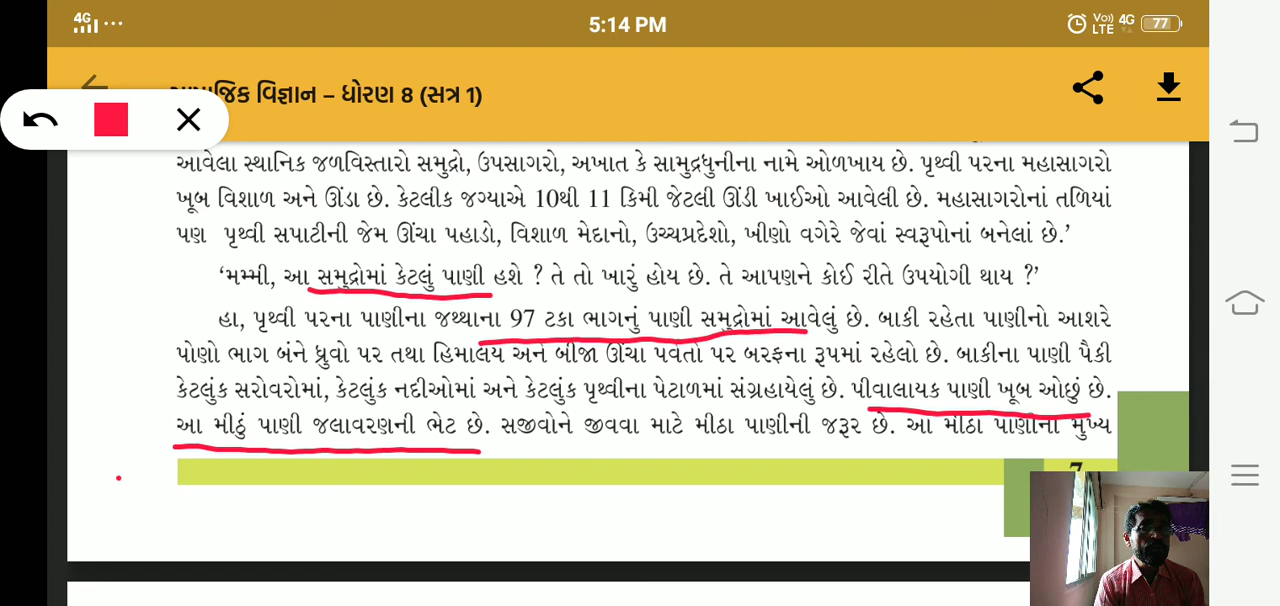 4G
5:14 PM
Vo)) LTE 4G 77
જિક વિજ્ઞાન – ધોરણ 8 (સત્ર 1)
આવેલા સ્થાનિક જળવિસ્તારો સમુદ્રો, ઉપસાગરો, અખાત કે સામુદ્રધુનીના નામે ઓળખાય છે. પૃથ્વી પરના મહાસાગરો
ખૂબ વિશાળ અને ઊંડા છે. કેટલીક જગ્યાએ 10થી 11 કિમી જેટલી ઊંડી ખાઈઓ આવેલી છે. મહાસાગરોનાં તળિયાં
પણ પૃથ્વી સપાટીની જેમ ઊંચા પહાડો, વિશાળ મેદાનો, ઉચ્ચપ્રદેશો, ખીણો વગેરે જેવાં સ્વરૂપોનાં બનેલાં છે.’
‘મમ્મી, આ સમુદ્રોમાં કેટલું પાણી હશે ? તે તો ખારું હોય છે. તે આપણને કોઈ રીતે ઉપયોગી થાય ?’
હા, પૃથ્વી પરના પાણીના જથ્થાના 97 ટકા ભાગનું પાણી સમુદ્રોમાં આવેલું છે. બાકી રહેતા પાણીનો આશરે
પોણો ભાગ બંને ધ્રુવો પર તથા હિમાલય અને બીજા ઊંચા પર્વતો પર બરફના રૂપમાં રહેલો છે. બાકીના પાણી પૈકી
કેટલુંક સરોવરોમાં, કેટલુંક નદીઓમાં અને કેટલુંક પૃથ્વીના પેટાળમાં સંગ્રહાયેલું છે. પીવાલાયક પાણી ખૂબ ઓછું છે.
આ મીઠું પાણી જલાવરણની ભેટ છે. સજીવોને જીવવા માટે મીઠા પાણીની જરૂર છે. આ મીઠા પાણીના મુખ્ય
7